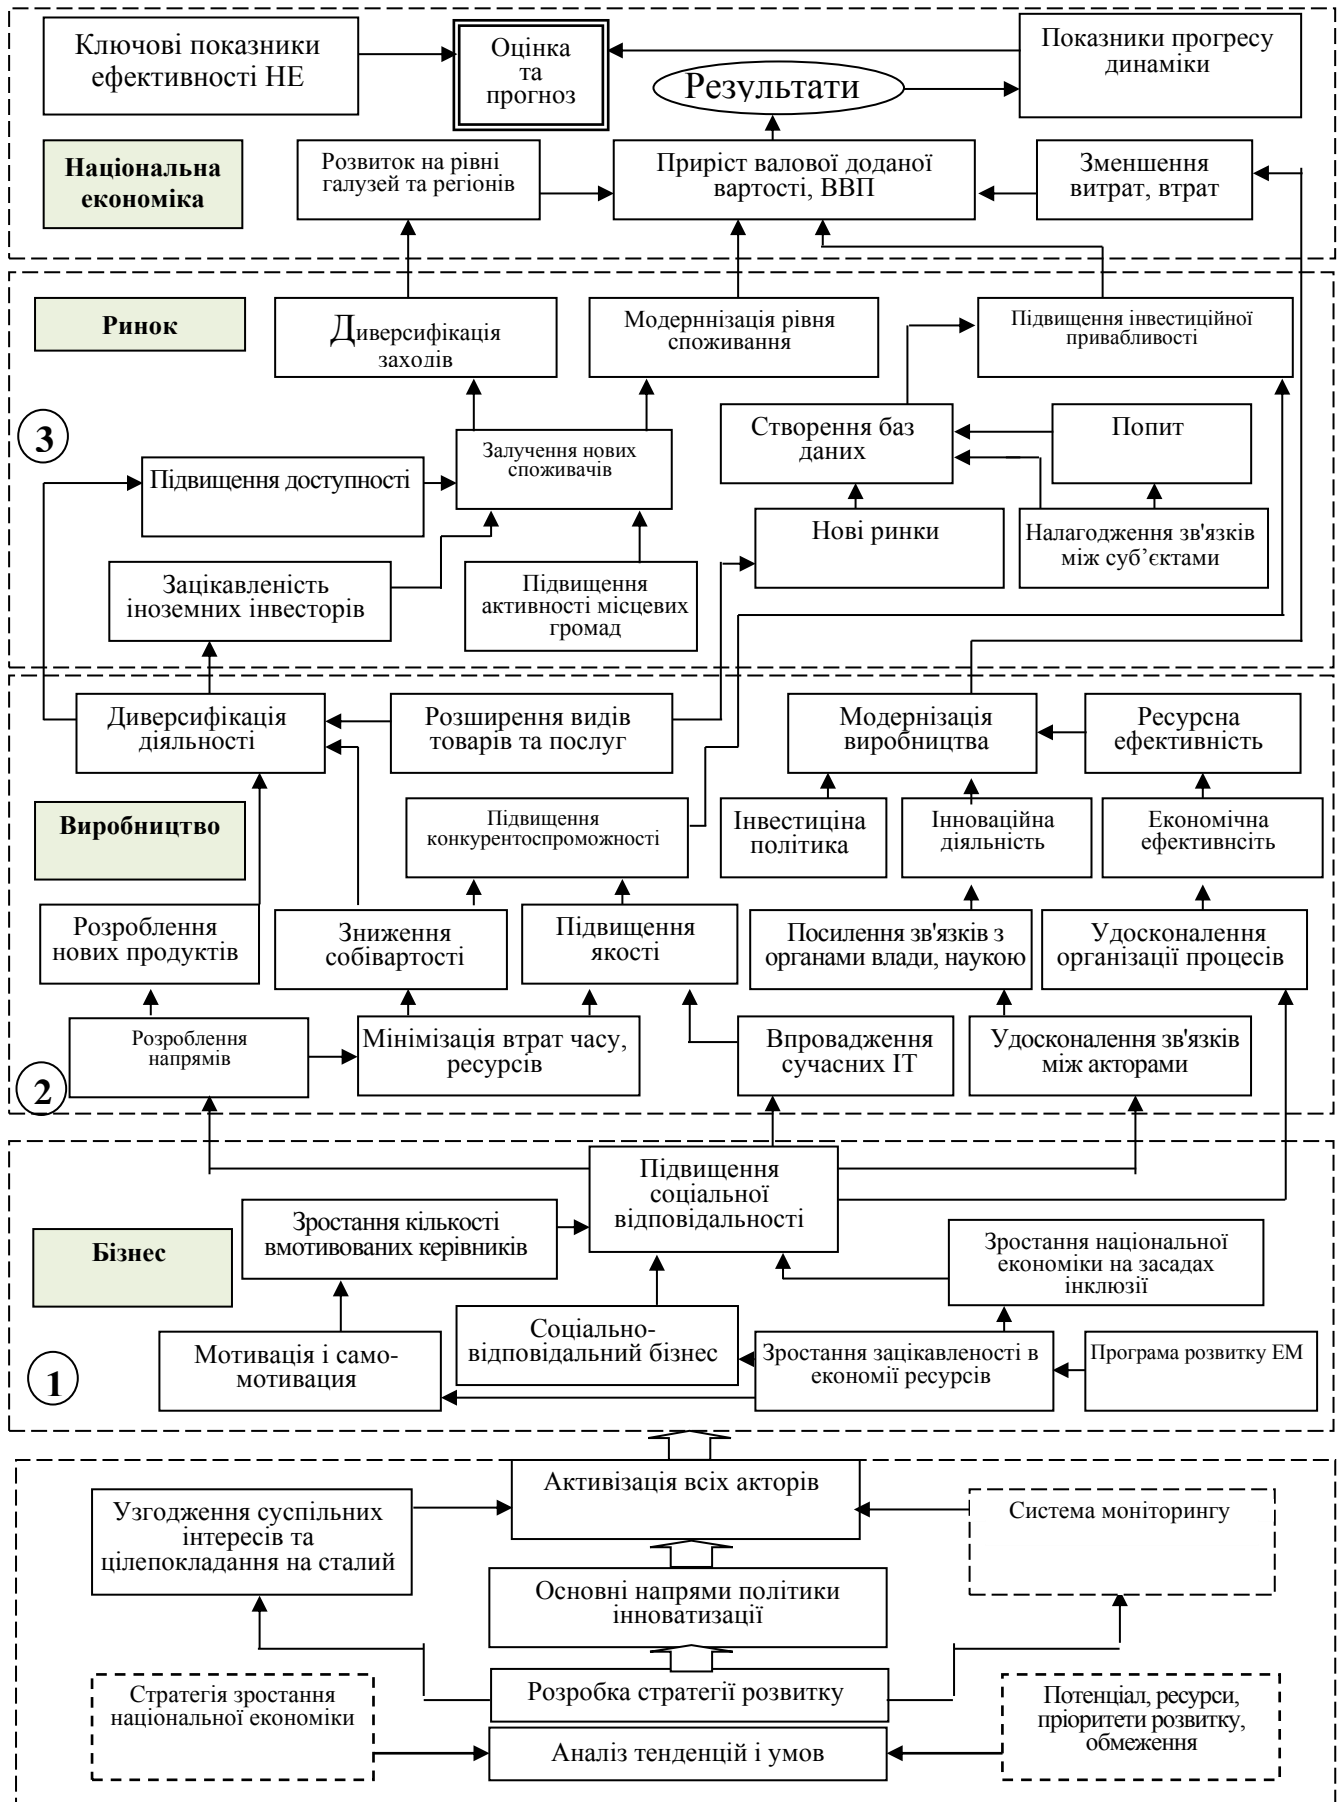 Ключові показники
ефективності НЕ
Оцінка
та
прогноз
Показники прогресу
динаміки
Результати
Національна
економіка
Розвиток на рівні
галузей та регіонів
Приріст валової доданої
вартості, ВВП
Зменшення
витрат, втрат
Ринок
Диверсифікація
заходів
Модерннізація рівня
споживання
Підвищення інвестиційної
привабливості
3
Підвищення доступності
Залучення нових
споживачів
Створення баз
даних
Попит
Нові ринки
Налагодження зв'язків
між суб’єктами
Зацікавленість
іноземних інвесторів
Підвищення
активності місцевих
громад
Диверсифікація
діяльності
Розширення видів
товарів та послуг
Модернізація
виробництва
Ресурсна
ефективність
Виробництво
Підвищення
конкурентоспроможності
Інвестиціна
політика
Інноваційна
діяльність
Економічна
ефективнсіть
Розроблення
нових продуктів
Зниження
собівартості
Підвищення
якості
Посилення зв'язків з
органами влади, наукою
Удосконалення
організації процесів
Розроблення
напрямів
Мінімізація втрат часу,
ресурсів
Впровадження
сучасних ІТ
Удосконалення зв'язків
між акторами
2
Підвищення
соціальної
відповідальності
Зростання кількості
вмотивованих керівників
Бізнес
Зростання національної
економіки на засадах
інклюзії
Соціально-
відповідальний бізнес
Мотивація і само-
мотивация
Зростання зацікавленості в
економії ресурсів
Програма розвитку ЕМ
1
Активізація всіх акторів
Узгодження суспільних
інтересів та
цілепокладання на сталий
Система моніторингу
Основні напрями політики
інноватизації
Стратегія зростання
національної економіки
Розробка стратегії розвитку
Потенціал, ресурси,
пріоритети розвитку,
обмеження
Аналіз тенденцій і умов